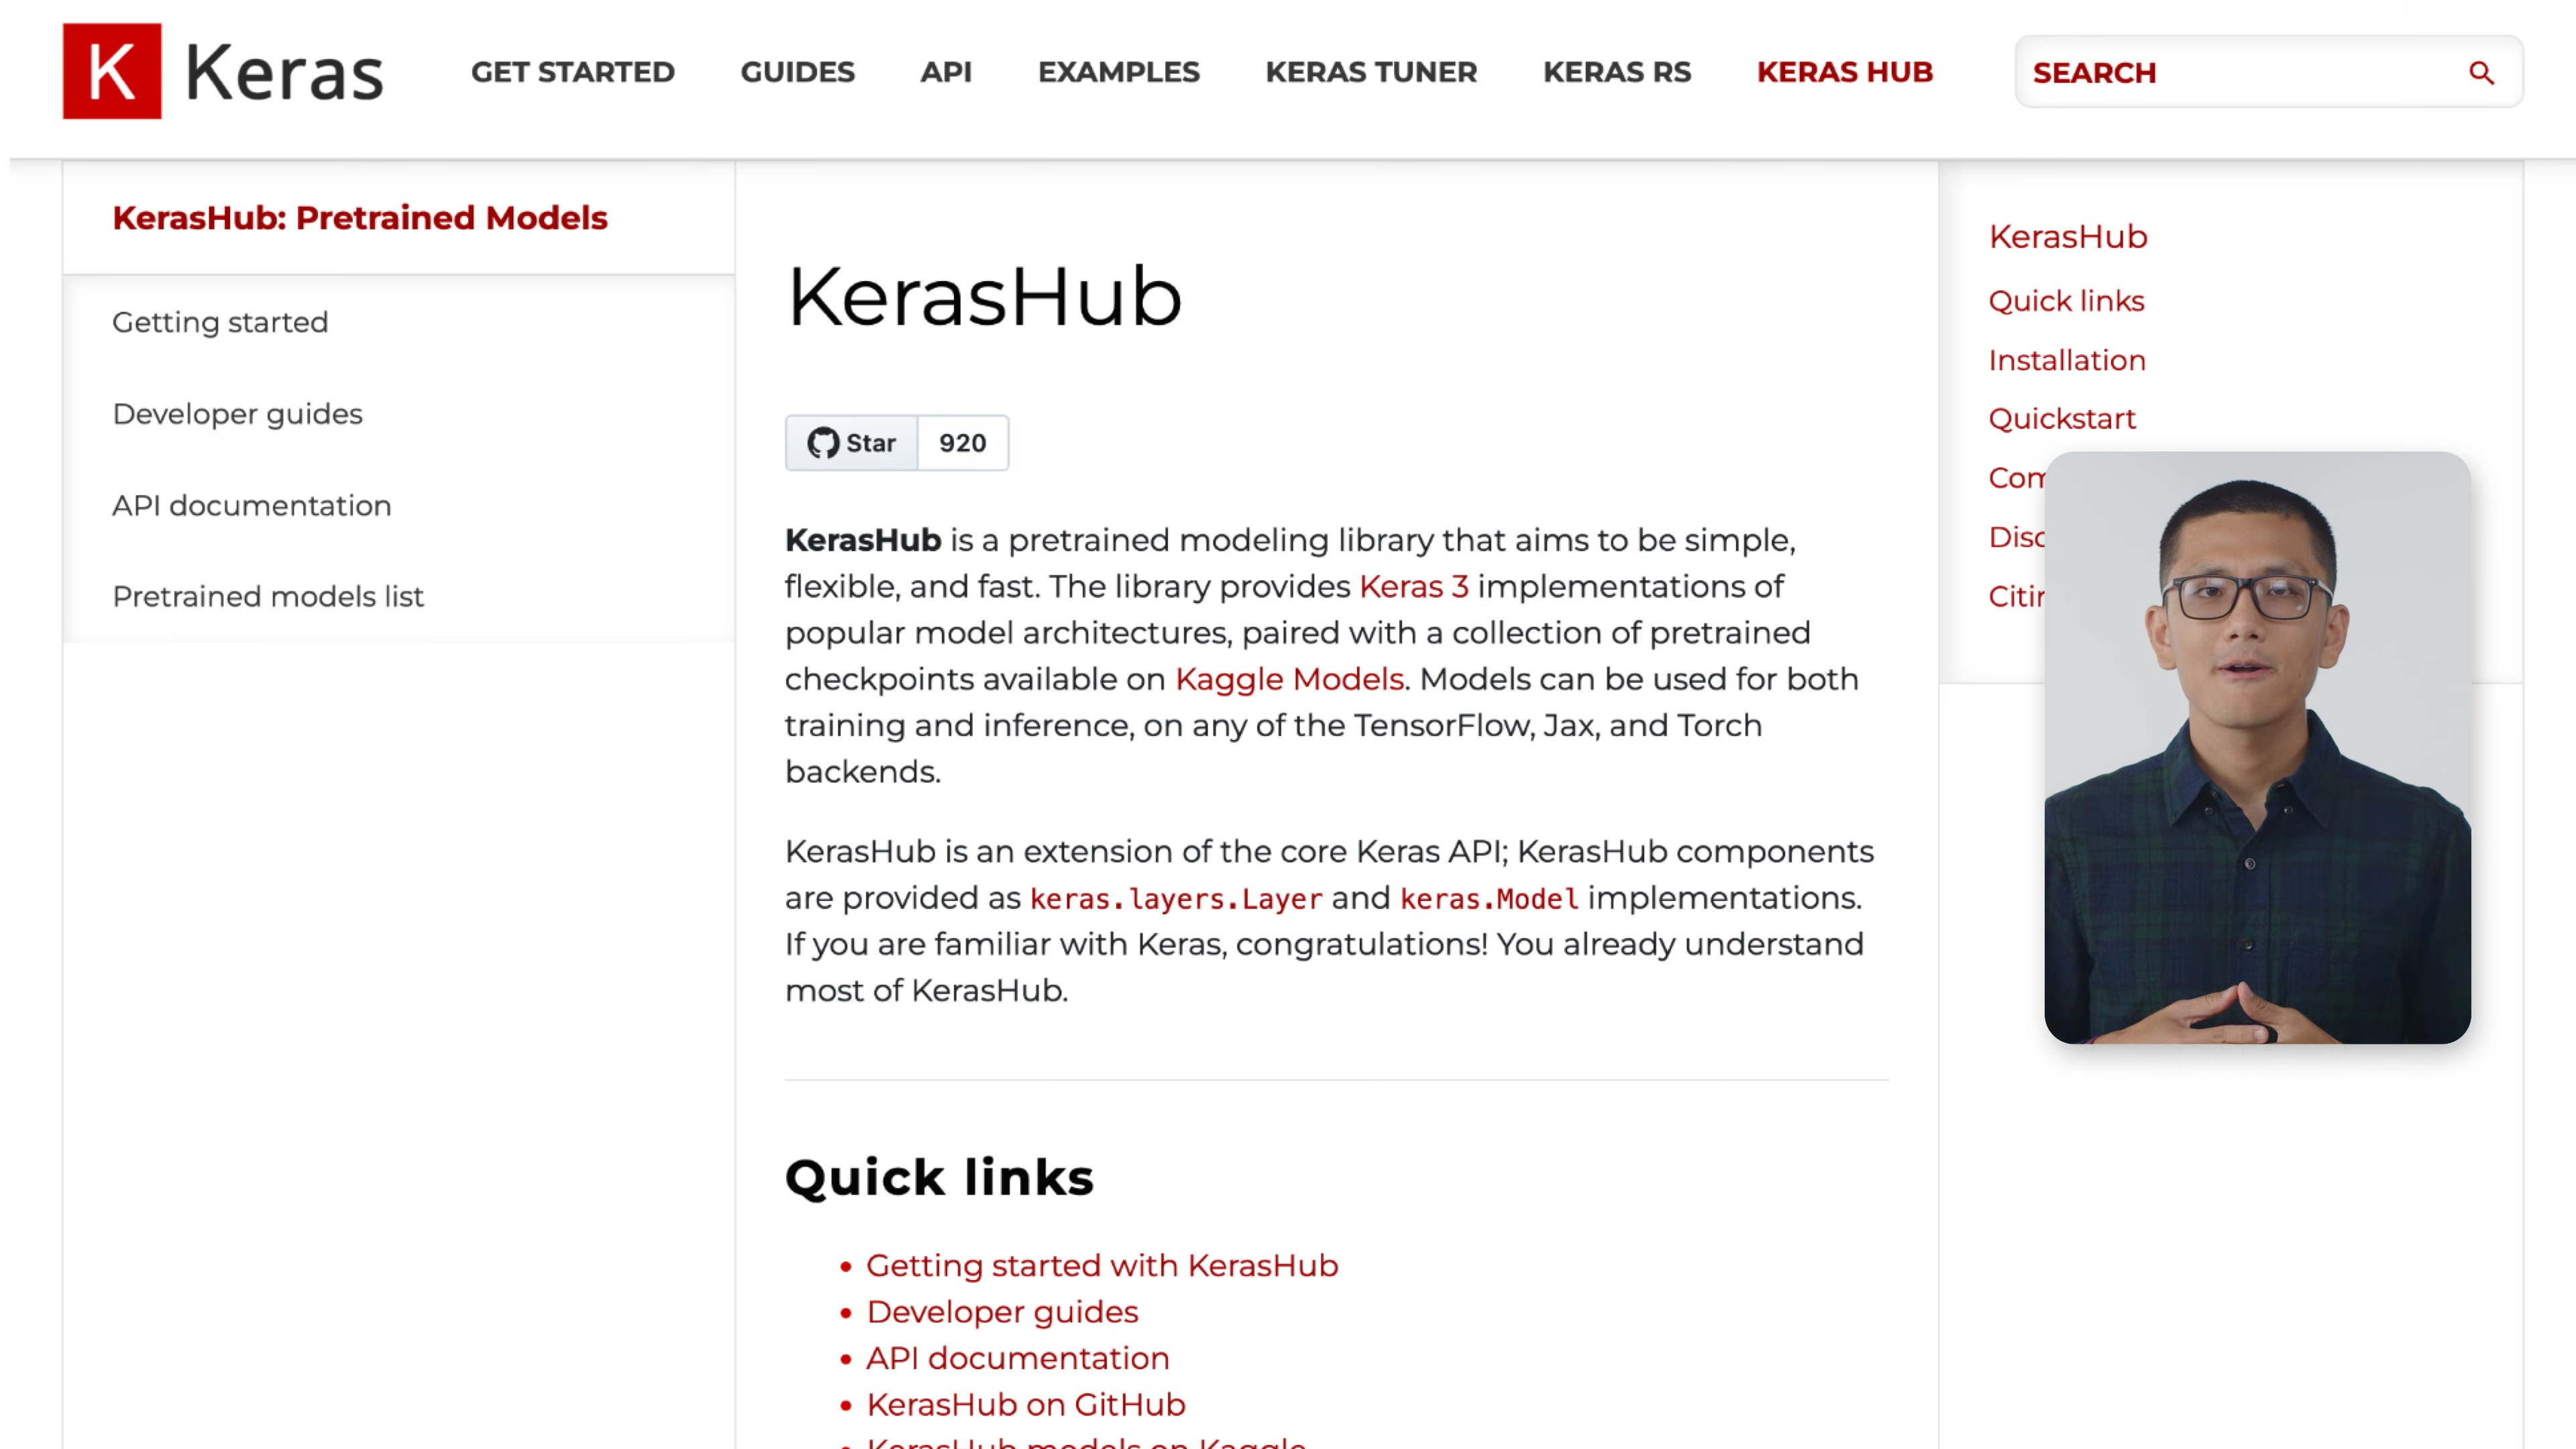 K Keras
GET STARTED
GUIDES
API
EXAMPLES
KERAS TUNER
KERAS RS
KERAS HUB
SEARCH
KerasHub: Pretrained Models
Getting started
Developer guides
API documentation
Pretrained models list
KerasHub
Star 920
KerasHub is a pretrained modeling library that aims to be simple,
flexible, and fast. The library provides Keras 3 implementations of
popular model architectures, paired with a collection of pretrained
checkpoints available on Kaggle Models. Models can be used for both
training and inference, on any of the TensorFlow, Jax, and Torch
backends.
KerasHub is an extension of the core Keras API; KerasHub components
are provided as keras.layers.Layer and keras.Model implementations.
If you are familiar with Keras, congratulations! You already understand
most of KerasHub.
Quick links
• Getting started with KerasHub
• Developer guides
• API documentation
• KerasHub on GitHub
• KerasHub models on Kaggle
KerasHub
Quick links
Installation
Quickstart